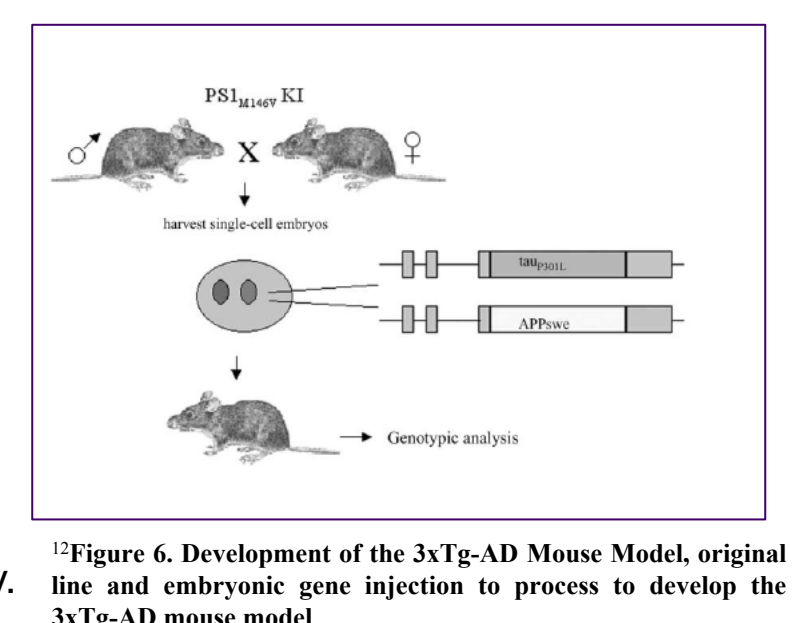 PS1M146V KI
♂ X ♀
harvest single-cell embryos
tauP301L
APPswe
Genotypic analysis
12Figure 6. Development of the 3xTg-AD Mouse Model, original
line and embryonic gene injection to process to develop the
3xTg-AD mouse model